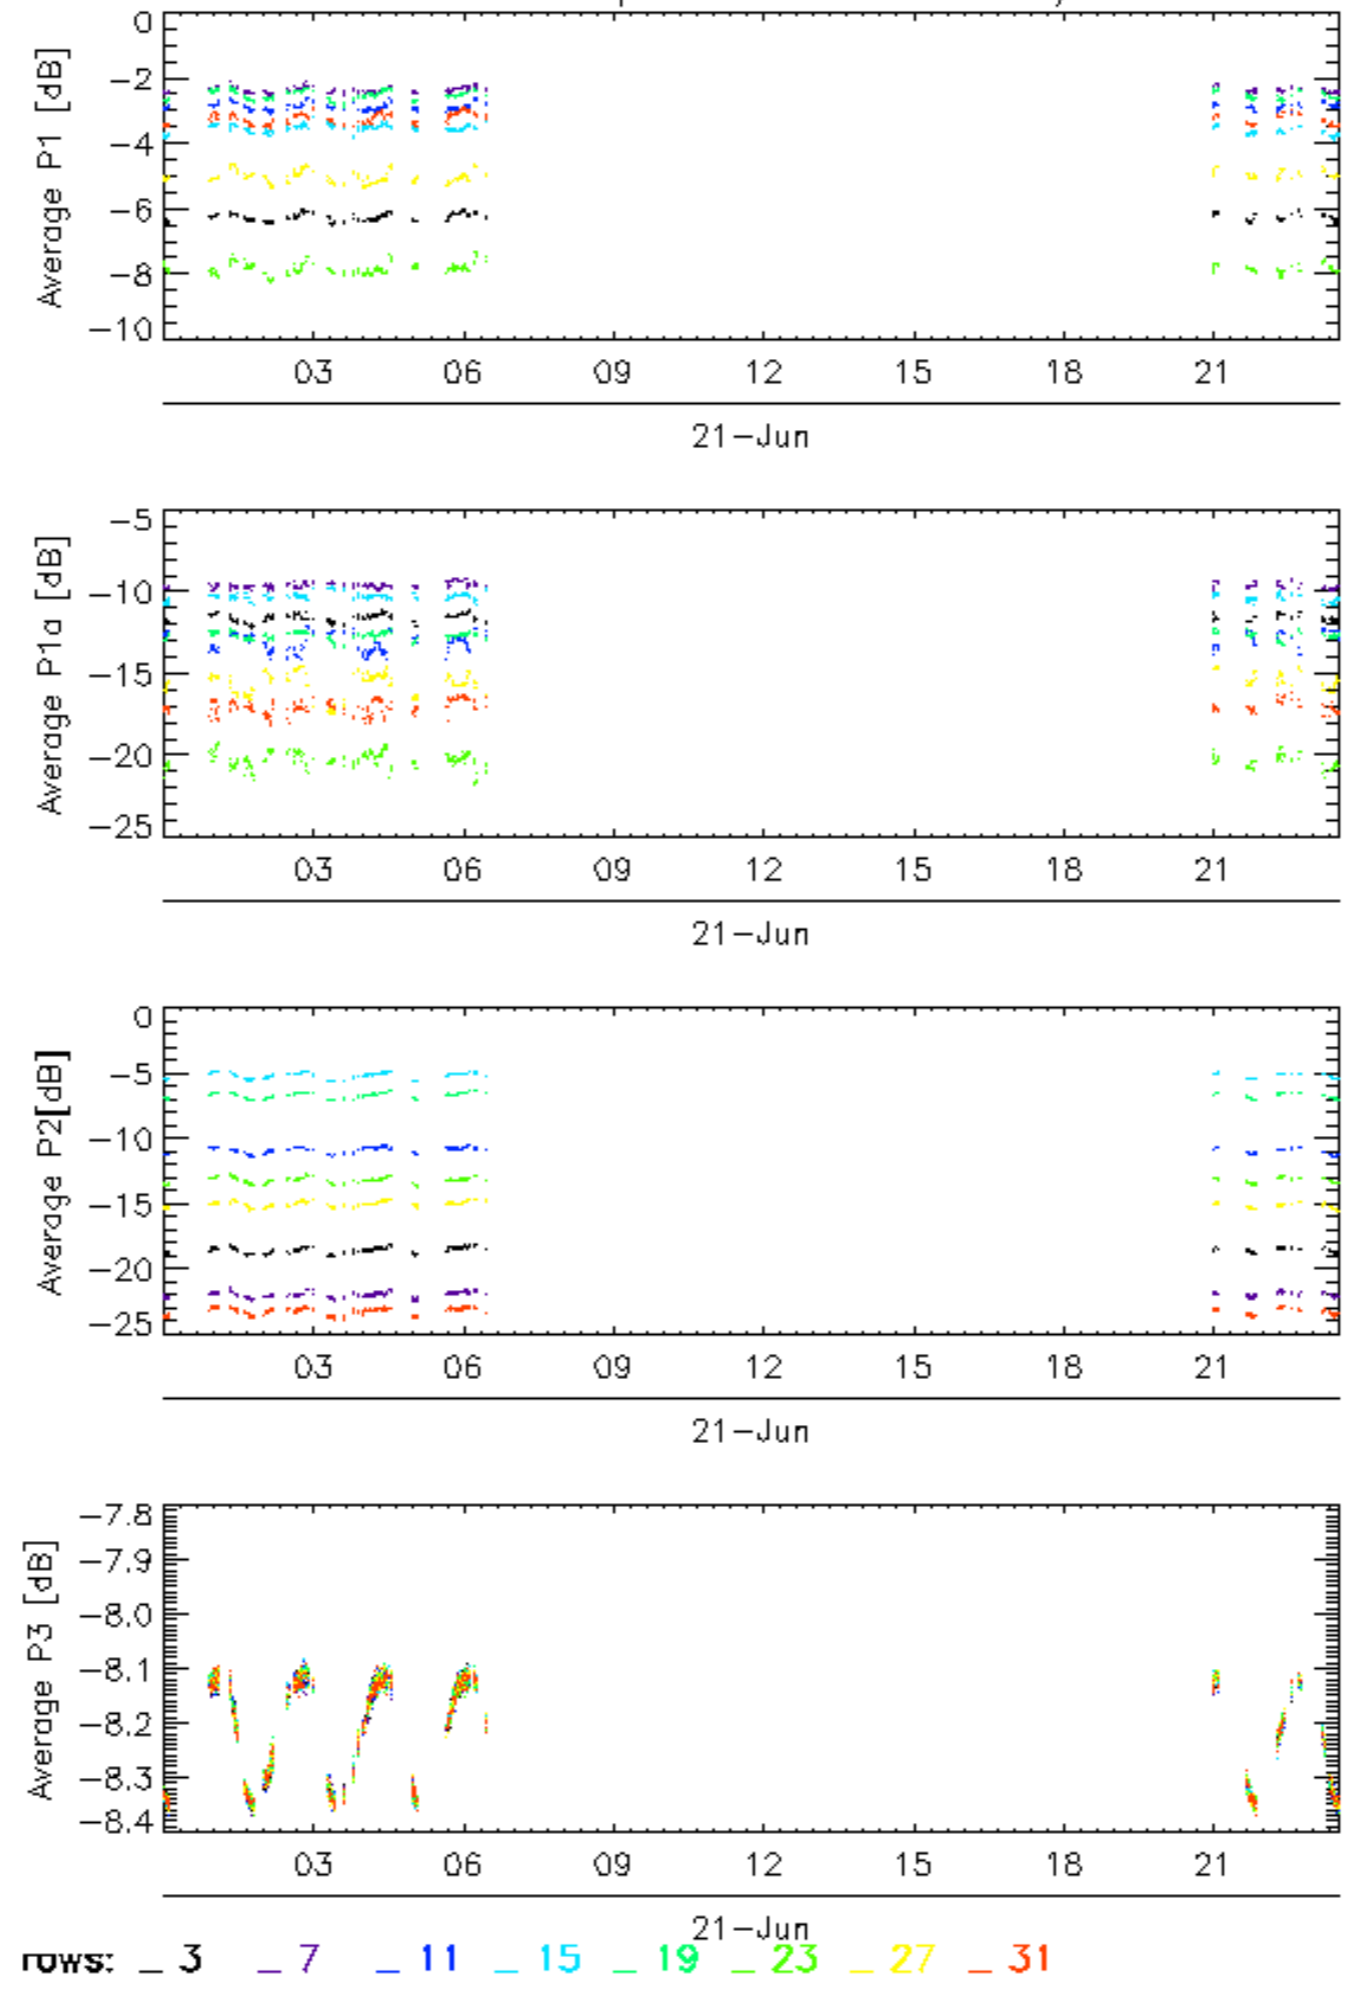 0
−2
−4
−6
−8
−10
Average P1 [dB]
03 06 09 12 15 18 21
21−Jun
−5
−10
−15
−20
−25
Average P1a [dB]
03 06 09 12 15 18 21
21−Jun
0
−5
−10
−15
−20
−25
Average P2[dB]
03 06 09 12 15 18 21
21−Jun
−7.8
−7.9
−8.0
−8.1
−8.2
−8.3
−8.4
Average P3 [dB]
03 06 09 12 15 18 21
21−Jun
rows: _ 3 _ 7 _ 11 _ 15 _ 19 _ 23 _ 27 _ 31